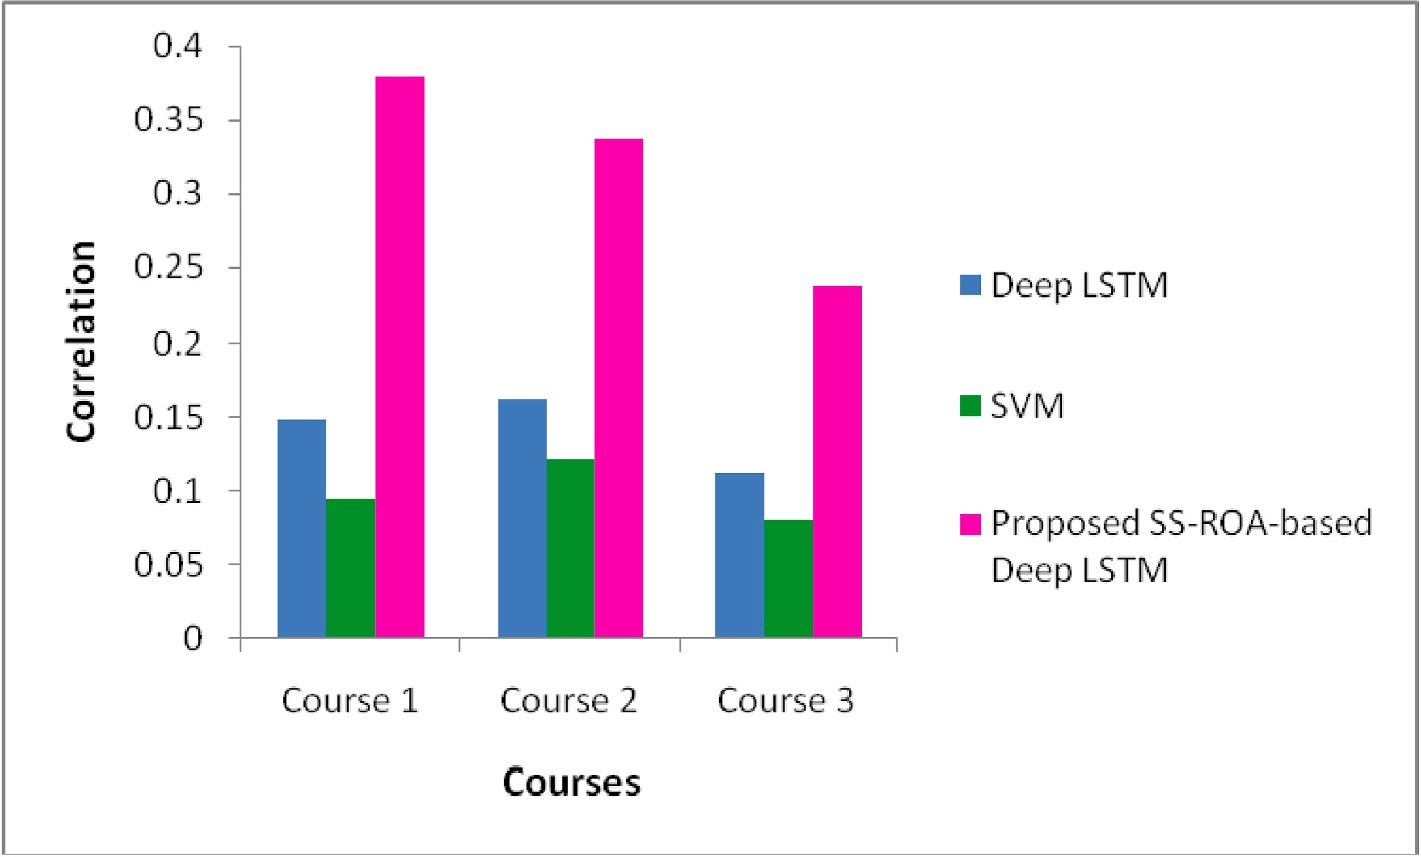 0.4
0.35
0.3
0.25
0.2
0.15
0.1
0.05
0
Correlation
Course 1
Course 2
Course 3
Courses
Deep LSTM
SVM
Proposed SS-ROA-based
Deep LSTM